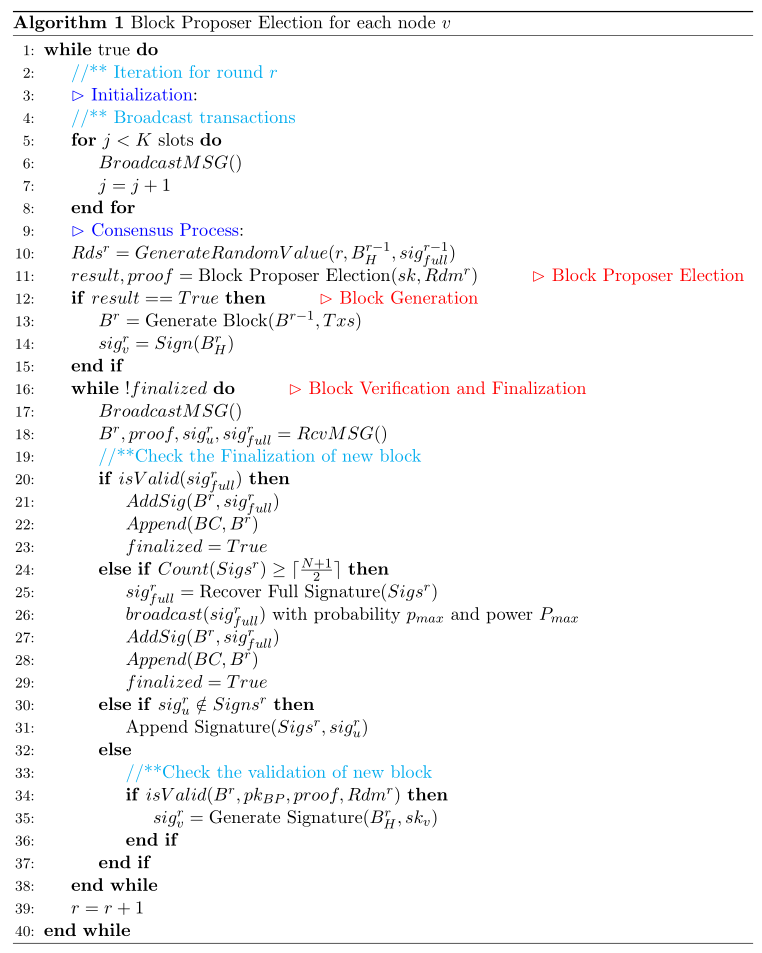 Algorithm 1 Block Proposer Election for each node v
1: while true do
2: //** Iteration for round r
3: ▷ Initialization:
4: //** Broadcast transactions
5: for j < K slots do
6: BroadcastMSG()
7: j = j + 1
8: end for
9: ▷ Consensus Process:
10: Rds^r = GenerateRandomValue(r, B_H^{r−1}, sig_{full}^{r−1})
11: result, proof = Block Proposer Election(sk, Rdm^r) ▷ Block Proposer Election
12: if result == True then ▷ Block Generation
13: B^r = Generate Block(B^{r−1}, Txs)
14: sig_v^r = Sign(B_H^r)
15: end if
16: while !finalized do ▷ Block Verification and Finalization
17: BroadcastMSG()
18: B^r, proof, sig_u^r, sig_{full}^r = RcvMSG()
19: //**Check the Finalization of new block
20: if isValid(sig_{full}^r) then
21: AddSig(B^r, sig_{full}^r)
22: Append(BC, B^r)
23: finalized = True
24: else if Count(Sigs^r) ≥ ⌈\frac{N+1}{2}⌉ then
25: sig_{full}^r = Recover Full Signature(Sigs^r)
26: broadcast(sig_{full}^r) with probability p_{max} and power P_{max}
27: AddSig(B^r, sig_{full}^r)
28: Append(BC, B^r)
29: finalized = True
30: else if sig_u^r ∉ Signs^r then
31: Append Signature(Sigs^r, sig_u^r)
32: else
33: //**Check the validation of new block
34: if isValid(B^r, pk_{BP}, proof, Rdm^r) then
35: sig_v^r = Generate Signature(B_H^r, sk_v)
36: end if
37: end if
38: end while
39: r = r + 1
40: end while